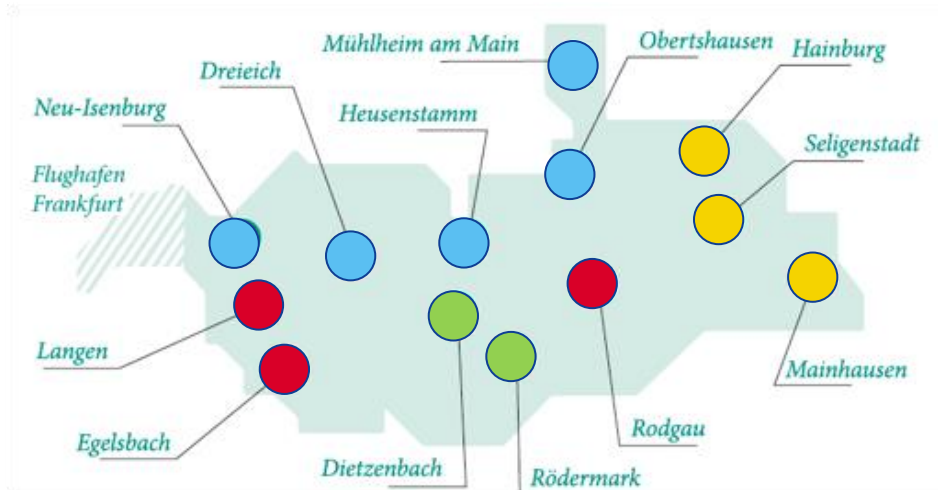 Mühlheim am Main
Obertshausen
Hainburg
Dreieich
Neu-Isenburg
Heusenstamm
Seligenstadt
Flughafen
Frankfurt
Langen
Mainhausen
Egelsbach
Rodgau
Dietzenbach
Rödermark